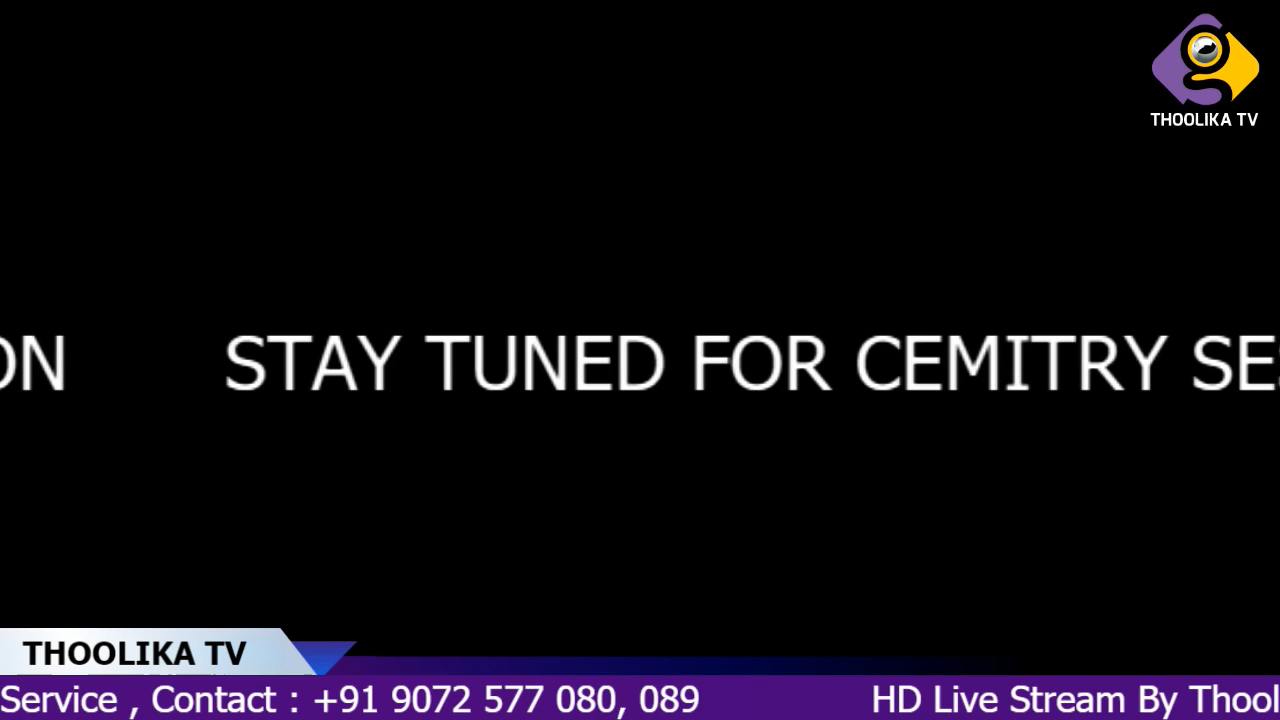 THOOLIKA TV
ON STAY TUNED FOR CEMITRY SE
THOOLIKA TV
Service , Contact : +91 9072 577 080, 089 HD Live Stream By Thool